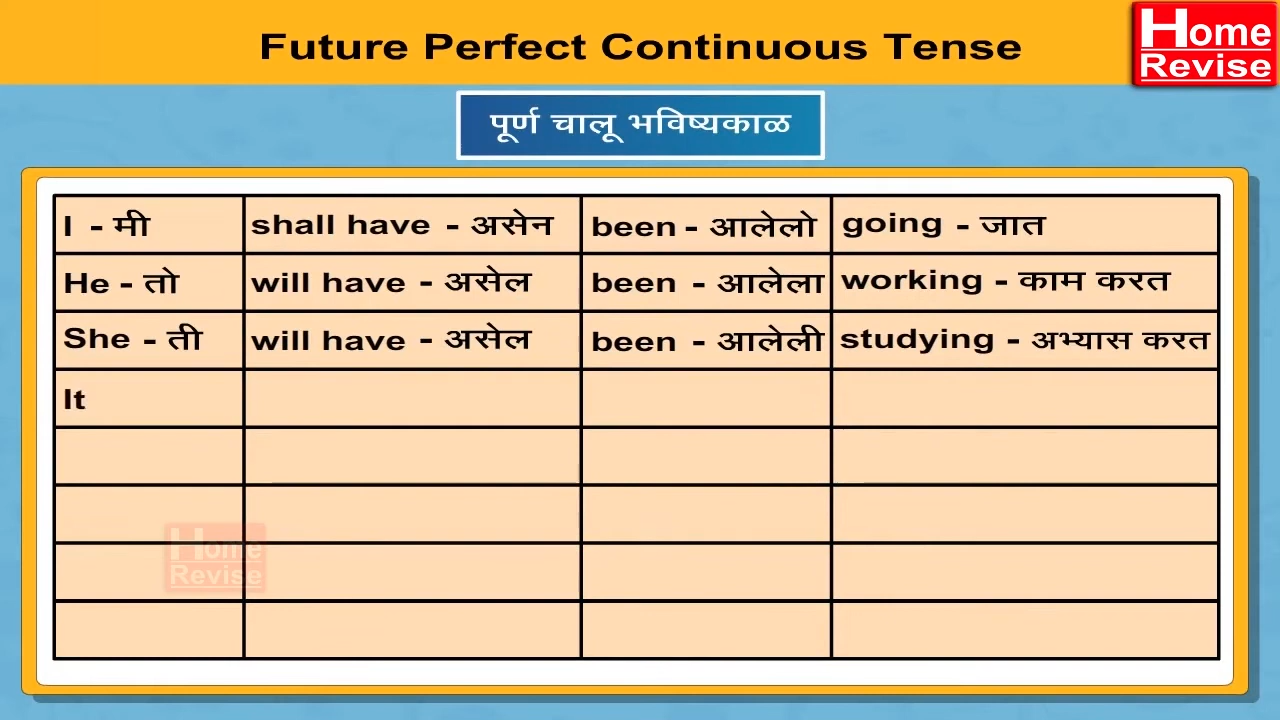 Future Perfect Continuous Tense
Home
Revise
पूर्ण चालू भविष्यकाळ
I - मी shall have - असेन been - आलेलो going - जात
He - तो will have - असेल been - आलेला working - काम करत
She - ती will have - असेल been - आलेली studying - अभ्यास करत
It
Home
Revise